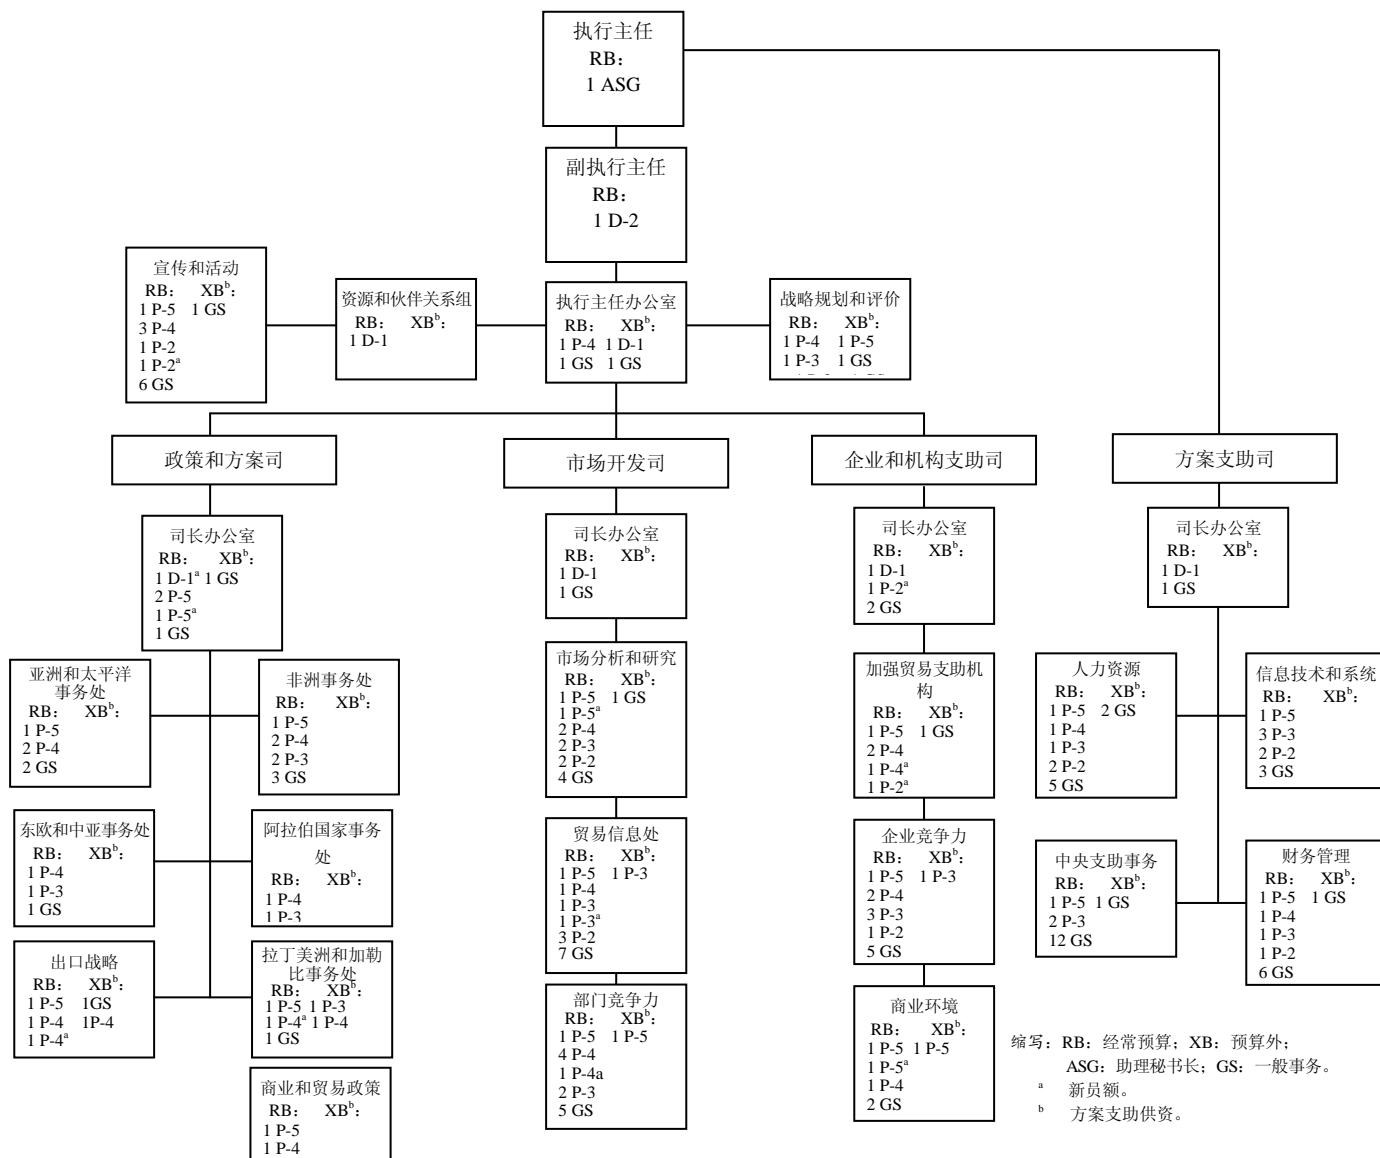 执行主任
RB：
1 ASG
副执行主任
RB：
1 D-2
宣传和活动
RB： XBb：
1 P-5 1 GS
3 P-4
1 P-2
1 P-2a
6 GS
资源和伙伴关系组
RB： XBb：
1 D-1
执行主任办公室
RB： XBb：
1 P-4 1 D-1
1 GS 1 GS
战略规划和评价
RB： XBb：
1 P-4 1 P-5
1 P-3 1 GS
政策和方案司
市场开发司
企业和机构支助司
方案支助司
司长办公室
RB： XBb：
1 D-1a 1 GS
2 P-5
1 P-5a
1 GS
亚洲和太平洋
事务处
RB： XBb：
1 P-5
2 P-4
2 GS
非洲事务处
RB： XBb：
1 P-5
2 P-4
2 P-3
3 GS
东欧和中亚事务处
RB： XBb：
1 P-4
1 P-3
1 GS
阿拉伯国家事务
处
RB： XBb：
1 P-4
1 P-3
出口战略
RB： XBb：
1 P-5 1GS
1 P-4 1P-4
1 P-4a
拉丁美洲和加勒
比事务处
RB： XBb：
1 P-5 1 P-3
1 P-4a 1 P-4
1 GS
商业和贸易政策
RB： XBb：
1 P-5
1 P-4
司长办公室
RB： XBb：
1 D-1
1 GS
市场分析和研究
RB： XBb：
1 P-5 1 GS
1 P-5a
2 P-4
2 P-3
2 P-2
4 GS
贸易信息处
RB： XBb：
1 P-5 1 P-3
1 P-4
1 P-3
1 P-3a
3 P-2
7 GS
部门竞争力
RB： XBb：
1 P-5 1 P-5
4 P-4
1 P-4a
2 P-3
5 GS
司长办公室
RB： XBb：
1 D-1
1 P-2a
2 GS
加强贸易支助机
构
RB： XBb：
1 P-5 1 GS
2 P-4
1 P-4a
1 P-2a
企业竞争力
RB： XBb：
1 P-5 1 P-3
2 P-4
3 P-3
1 P-2
5 GS
商业环境
RB： XBb：
1 P-5 1 P-5
1 P-5a
1 P-4
2 GS
司长办公室
RB： XBb：
1 D-1
1 GS
人力资源
RB： XBb：
1 P-5 2 GS
1 P-4
1 P-3
2 P-2
5 GS
信息技术和系统
RB： XBb：
1 P-5
3 P-3
2 P-2
3 GS
中央支助事务
RB： XBb：
1 P-5 1 GS
2 P-3
12 GS
财务管理
RB： XBb：
1 P-5 1 GS
1 P-4
1 P-3
1 P-2
6 GS
缩写：RB：经常预算；XB：预算外；
ASG：助理秘书长；GS：一般事务。
a 新员额。
b 方案支助供资。